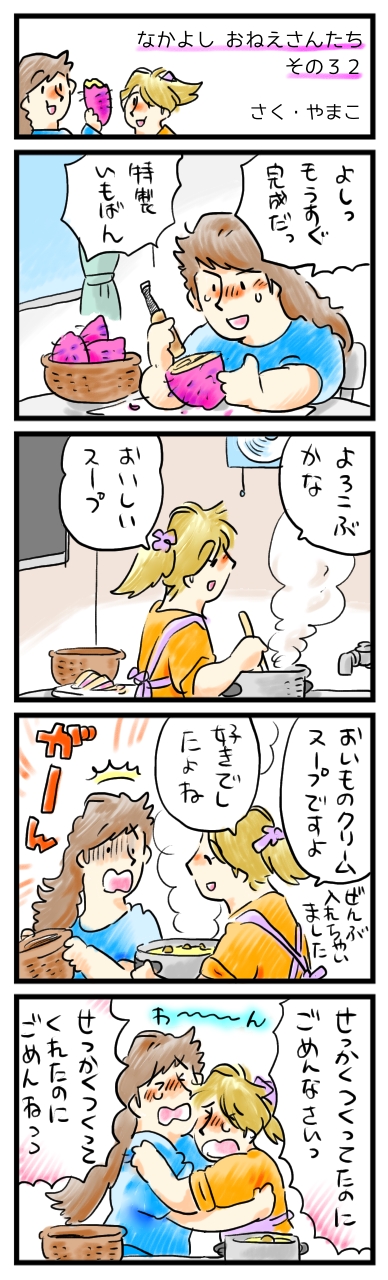 なかよし おねえさんたち
その３２
さく・やまこ
よしっ
もうすぐ
完成だっ
特製
いもばん
よろこぶ
かな
おいしい
スープ
おいものクリーム
スープですよ
好きでし
たよね
ぜんぶ
入れちゃい
ました
がーん
せっかくつくってたのに
ごめんなさいっ
わ〜〜〜ん
せっかくつくって
くれたのに
ごめんねっっ